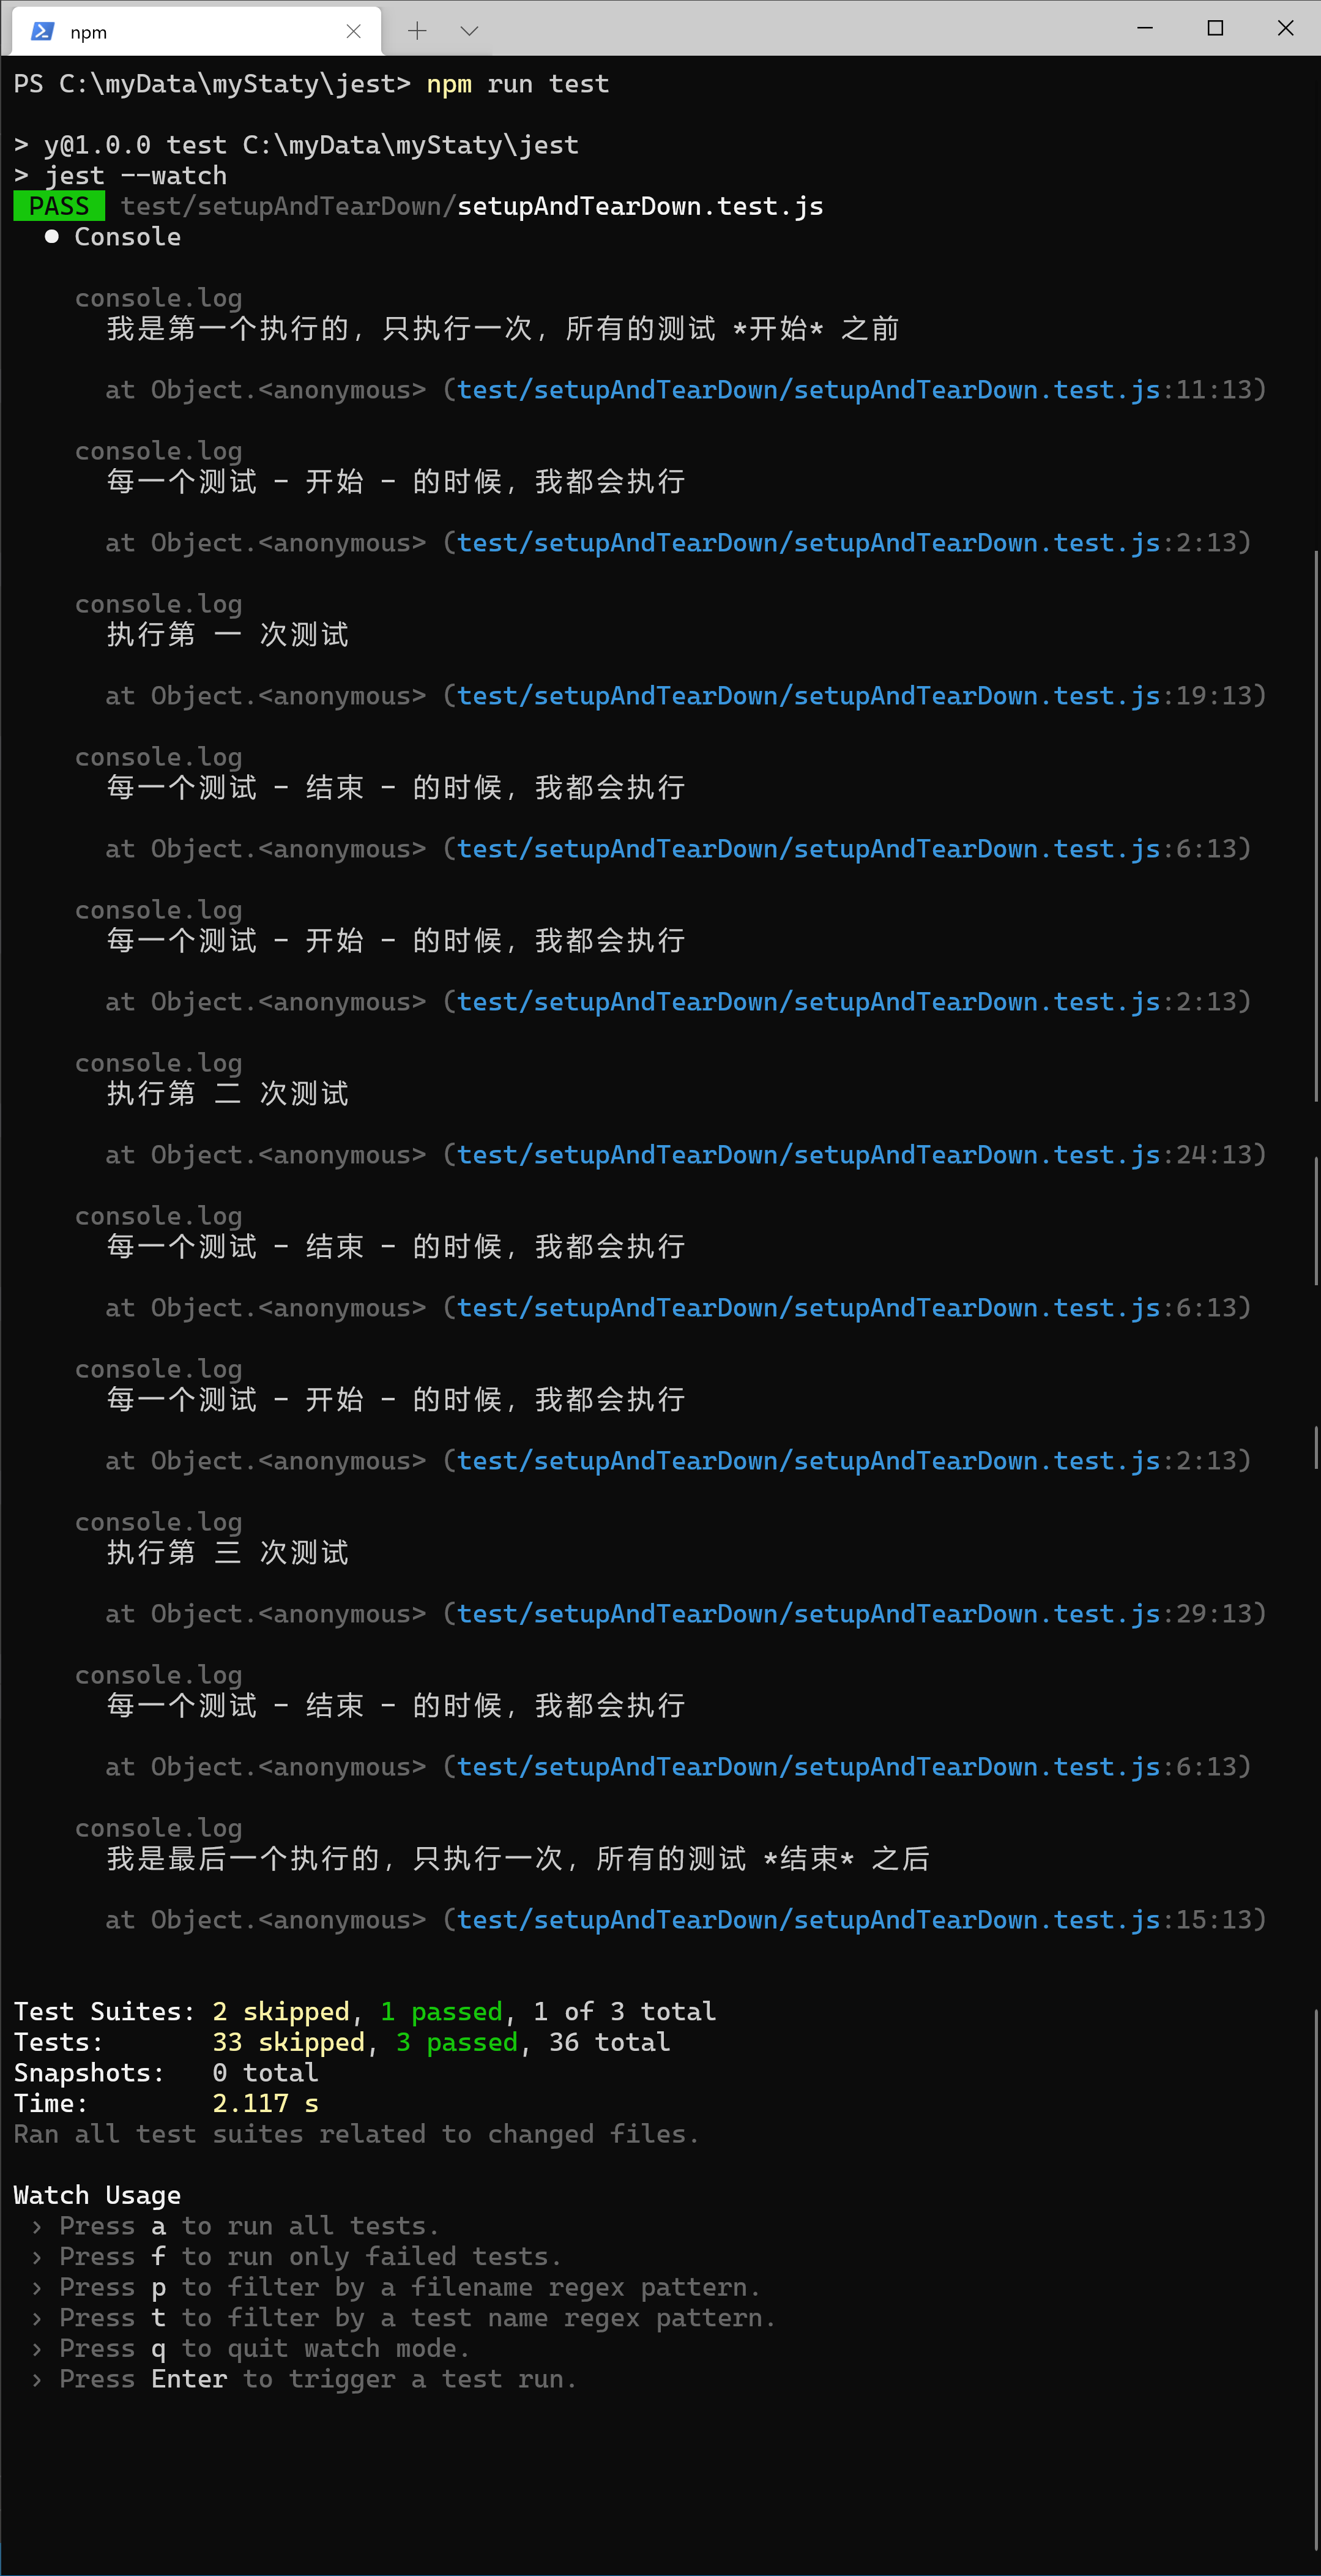 npm
PS C:\myData\myStaty\jest> npm run test
> y@1.0.0 test C:\myData\myStaty\jest
> jest --watch
PASS test/setupAndTearDown/setupAndTearDown.test.js
● Console
console.log
我是第一个执行的，只执行一次，所有的测试 *开始* 之前
at Object.<anonymous> (test/setupAndTearDown/setupAndTearDown.test.js:11:13)
console.log
每一个测试 - 开始 - 的时候，我都会执行
at Object.<anonymous> (test/setupAndTearDown/setupAndTearDown.test.js:2:13)
console.log
执行第 一 次测试
at Object.<anonymous> (test/setupAndTearDown/setupAndTearDown.test.js:19:13)
console.log
每一个测试 - 结束 - 的时候，我都会执行
at Object.<anonymous> (test/setupAndTearDown/setupAndTearDown.test.js:6:13)
console.log
每一个测试 - 开始 - 的时候，我都会执行
at Object.<anonymous> (test/setupAndTearDown/setupAndTearDown.test.js:2:13)
console.log
执行第 二 次测试
at Object.<anonymous> (test/setupAndTearDown/setupAndTearDown.test.js:24:13)
console.log
每一个测试 - 结束 - 的时候，我都会执行
at Object.<anonymous> (test/setupAndTearDown/setupAndTearDown.test.js:6:13)
console.log
每一个测试 - 开始 - 的时候，我都会执行
at Object.<anonymous> (test/setupAndTearDown/setupAndTearDown.test.js:2:13)
console.log
执行第 三 次测试
at Object.<anonymous> (test/setupAndTearDown/setupAndTearDown.test.js:29:13)
console.log
每一个测试 - 结束 - 的时候，我都会执行
at Object.<anonymous> (test/setupAndTearDown/setupAndTearDown.test.js:6:13)
console.log
我是最后一个执行的，只执行一次，所有的测试 *结束* 之后
at Object.<anonymous> (test/setupAndTearDown/setupAndTearDown.test.js:15:13)
Test Suites: 2 skipped, 1 passed, 1 of 3 total
Tests: 33 skipped, 3 passed, 36 total
Snapshots: 0 total
Time: 2.117 s
Ran all test suites related to changed files.
Watch Usage
› Press a to run all tests.
› Press f to run only failed tests.
› Press p to filter by a filename regex pattern.
› Press t to filter by a test name regex pattern.
› Press q to quit watch mode.
› Press Enter to trigger a test run.